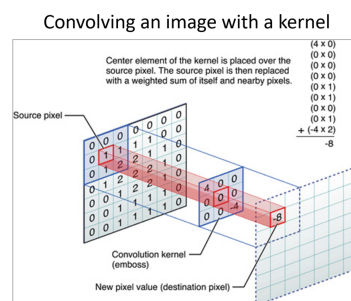 Convolving an image with a kernel
Center element of the kernel is placed over the
source pixel. The source pixel is then replaced
with a weighted sum of itself and nearby pixels.
(4 x 0)
(0 x 0)
(0 x 0)
(0 x 0)
(0 x 1)
(0 x 1)
(0 x 0)
(0 x 1)
+ (-4 x 2)
-8
Source pixel
4 0 0
0 0 0
0 0 -4
-8
Convolution kernel
(emboss)
New pixel value (destination pixel)